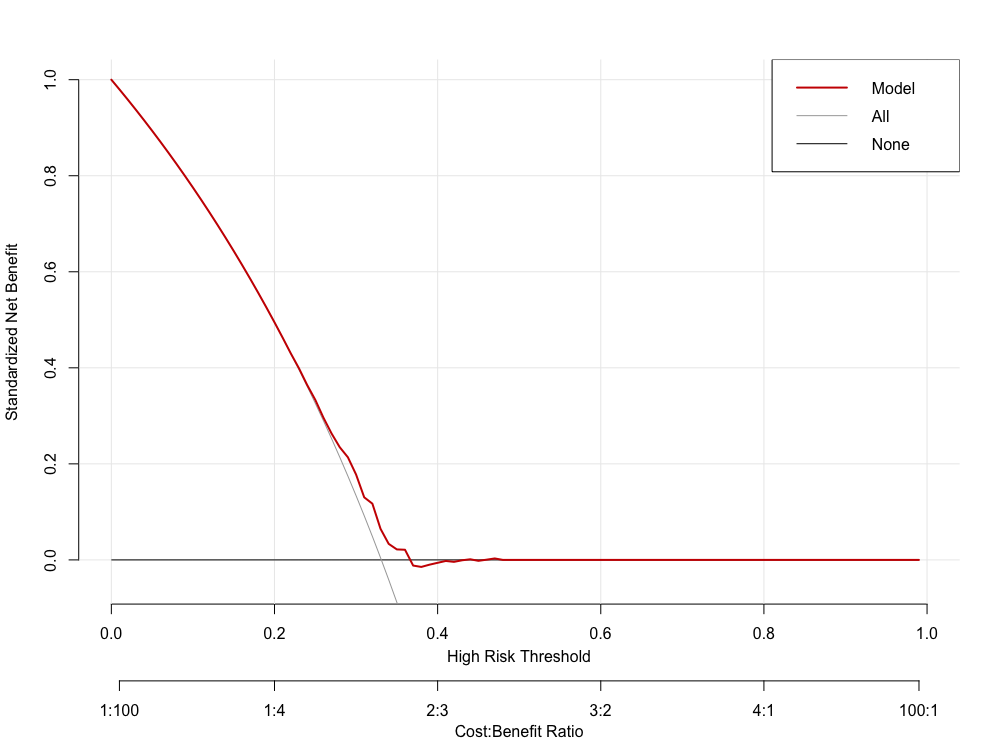 Model
All
None
Standardized Net Benefit
1.0
0.8
0.6
0.4
0.2
0.0
0.0 0.2 0.4 0.6 0.8 1.0
High Risk Threshold
1:100 1:4 2:3 3:2 4:1 100:1
Cost:Benefit Ratio